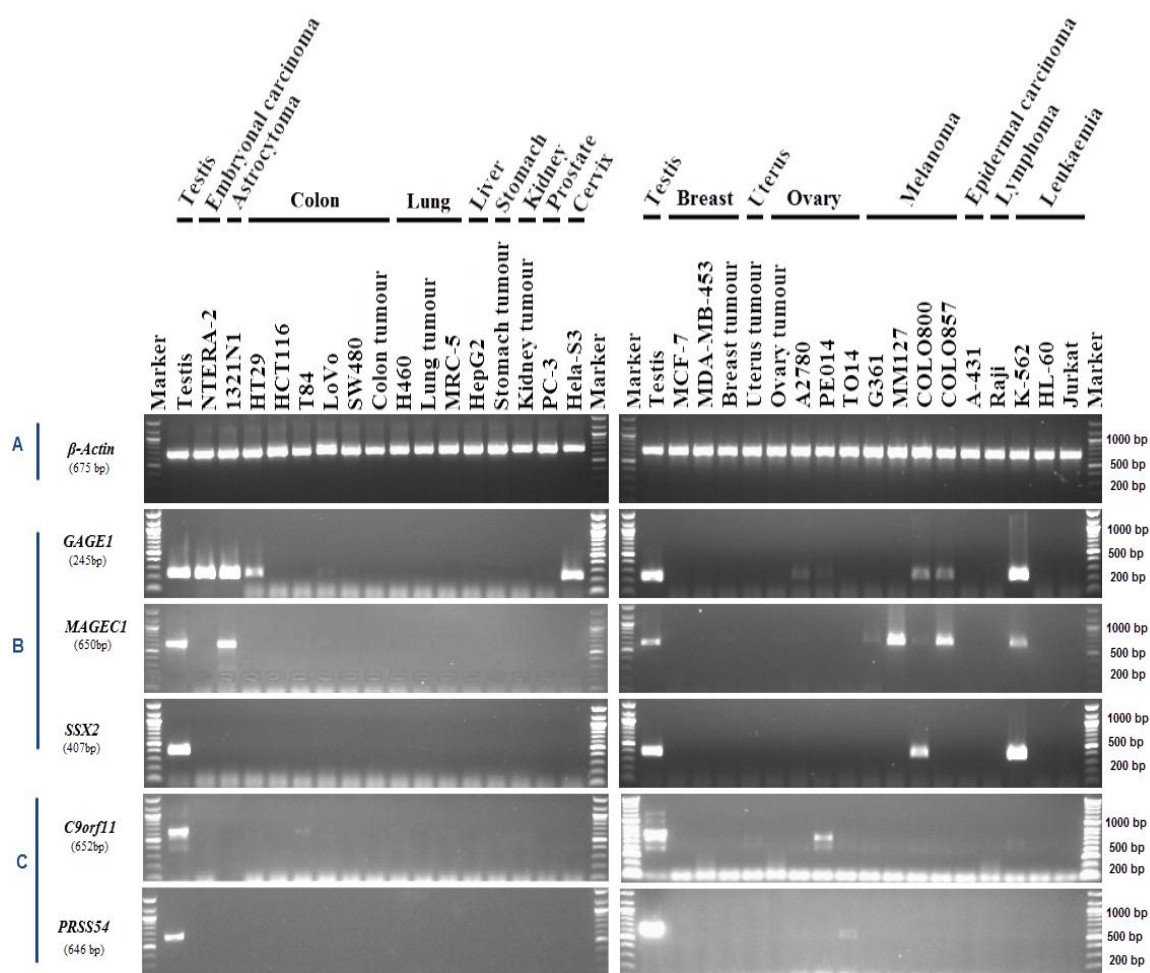 Testis
Embryonal carcinoma
Astrocytoma
Colon
Lung
Liver
Stomach
Kidney
Prostate
Cervix
Testis
Breast
Uterus
Ovary
Melanoma
Epidermal carcinoma
Lymphoma
Leukaemia
Marker
Testis
NTERA-2
1321N1
HT29
HCT116
T84
LoVo
SW480
Colon tumour
H460
Lung tumour
MRC-5
HepG2
Stomach tumour
Kidney tumour
PC-3
Hela-S3
Marker
Marker
Testis
MCF-7
MDA-MB-453
Breast tumour
Uterus tumour
Ovary tumour
A2780
PE014
TO14
G361
MM127
COLO800
COLO857
A-431
Raji
K-562
HL-60
Jurkat
Marker
A
β-Actin
(675 bp)
1000 bp
500 bp
200 bp
B
GAGE1
(245bp)
1000 bp
500 bp
200 bp
MAGEC1
(650bp)
1000 bp
500 bp
200 bp
SSX2
(407bp)
1000 bp
500 bp
200 bp
C
C9orf11
(652bp)
1000 bp
500 bp
200 bp
PRSS54
(646 bp)
1000 bp
500 bp
200 bp